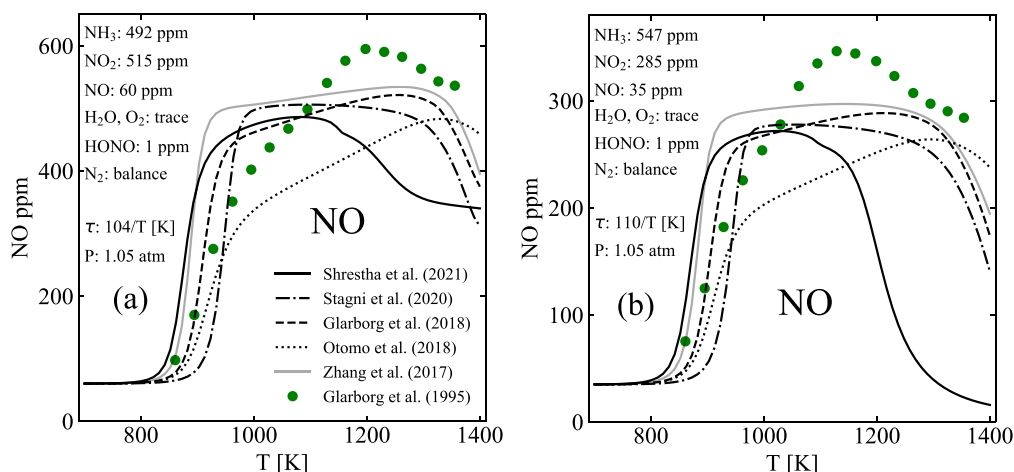 NH3: 492 ppm
NO2: 515 ppm
NO: 60 ppm
H2O, O2: trace
HONO: 1 ppm
N2: balance
τ: 104/T [K]
P: 1.05 atm
(a)
NO
Shrestha et al. (2021)
Stagni et al. (2020)
Glarborg et al. (2018)
Otomo et al. (2018)
Zhang et al. (2017)
Glarborg et al. (1995)
NO ppm
600
400
200
0
800 1000 1200 1400
T [K]
NH3: 547 ppm
NO2: 285 ppm
NO: 35 ppm
H2O, O2: trace
HONO: 1 ppm
N2: balance
τ: 110/T [K]
P: 1.05 atm
(b)
NO
NO ppm
300
200
100
0
800 1000 1200 1400
T [K]